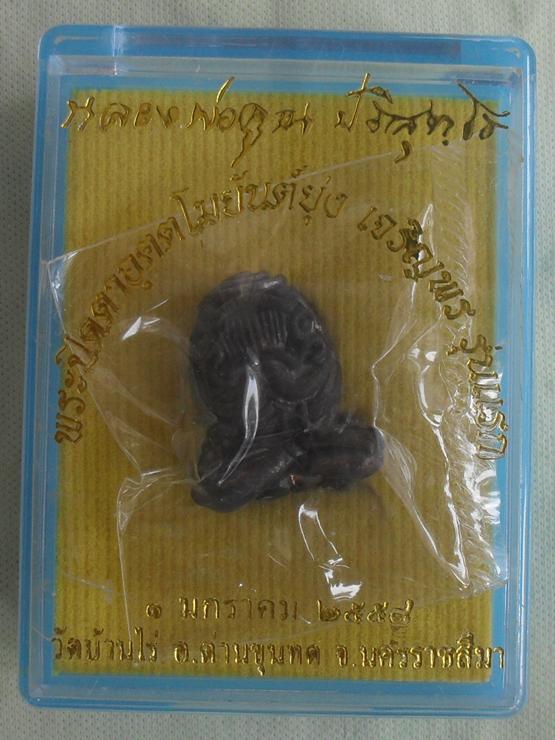 หลวงพ่อคูณ ปริสุทฺโธ
พระปิดตาอุตตโมยันต์ยุ่ง เจริญพร รุ่นแรก
๑ มกราคม ๒๕๕๘
วัดบ้านไร่ อ.ด่านขุนทด จ.นครราชสีมา